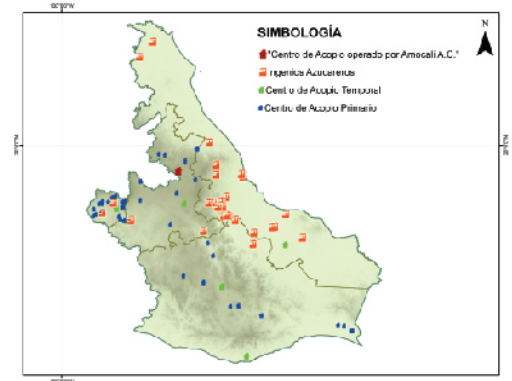 SIMBOLOGÍA
N
"Centro de Acopio operado por Amocali A.C."
Ingenios Azucareros
Centro de Acopio Temporal
Centro de Acopio Primario